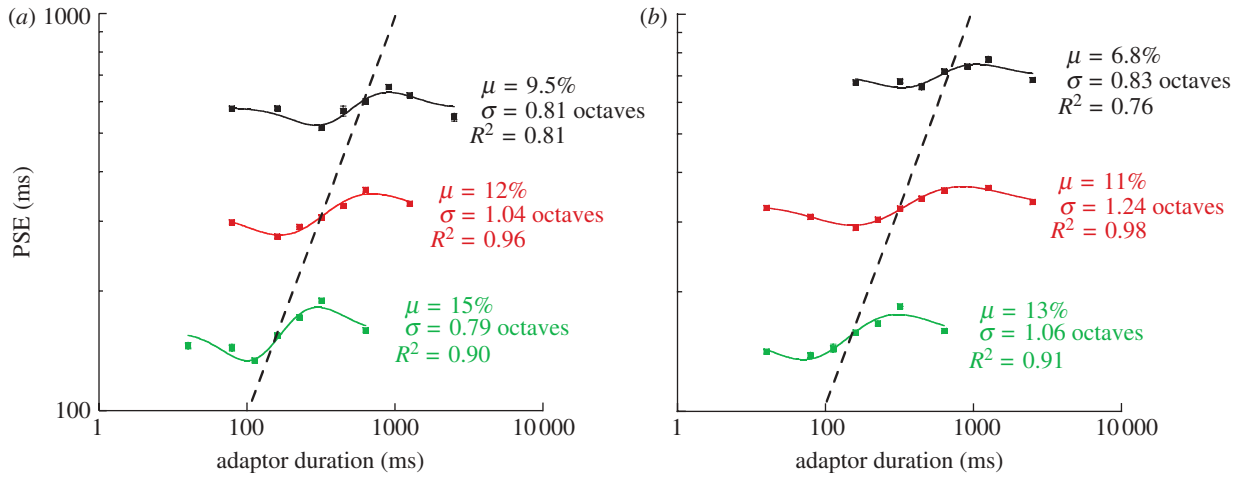 (a)
1000
PSE (ms)
100
μ = 9.5%
σ = 0.81 octaves
R² = 0.81
μ = 12%
σ = 1.04 octaves
R² = 0.96
μ = 15%
σ = 0.79 octaves
R² = 0.90
1 100 1000 10 000
adaptor duration (ms)
(b)
μ = 6.8%
σ = 0.83 octaves
R² = 0.76
μ = 11%
σ = 1.24 octaves
R² = 0.98
μ = 13%
σ = 1.06 octaves
R² = 0.91
1 100 1000 10 000
adaptor duration (ms)